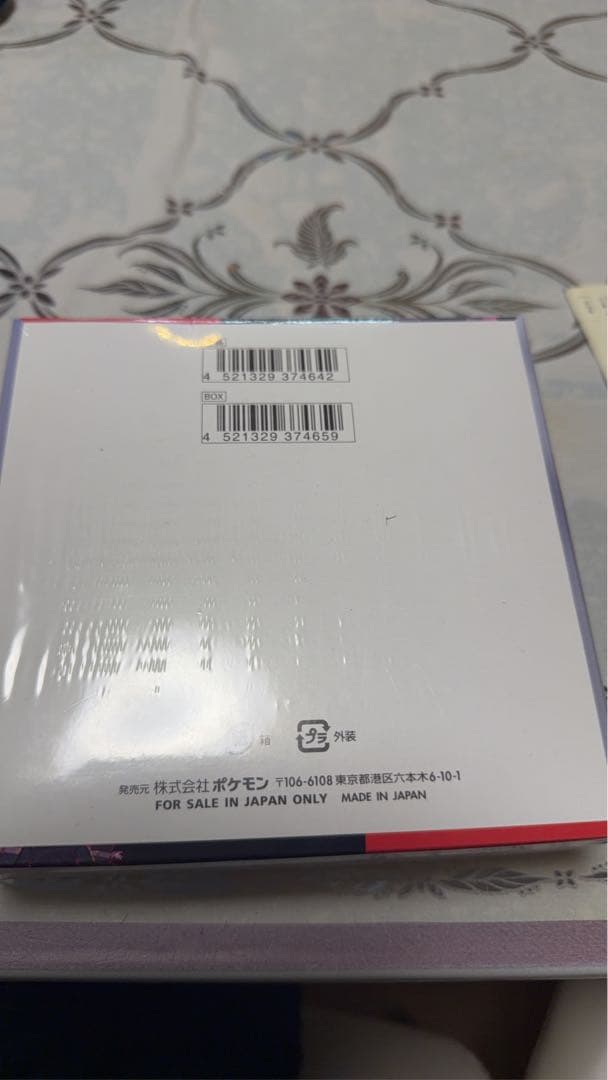 4 521329 374642
BOX
4 521329 374659
箱
プラ 外装
発売元 株式会社ポケモン 〒106-6108 東京都港区六本木6-10-1
FOR SALE IN JAPAN ONLY MADE IN JAPAN